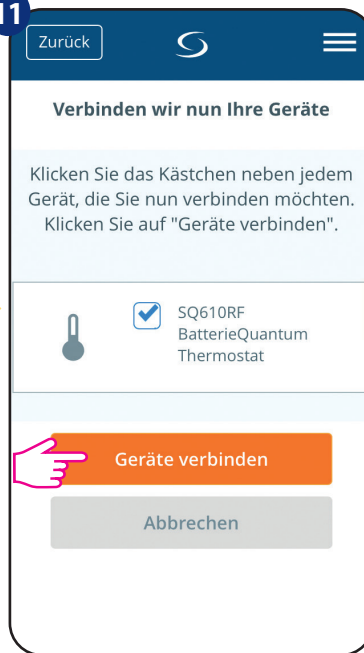 11
Zurück
Verbinden wir nun Ihre Geräte
Klicken Sie das Kästchen neben jedem
Gerät, die Sie nun verbinden möchten.
Klicken Sie auf "Geräte verbinden".
SQ610RF
BatterieQuantum
Thermostat
Geräte verbinden
Abbrechen